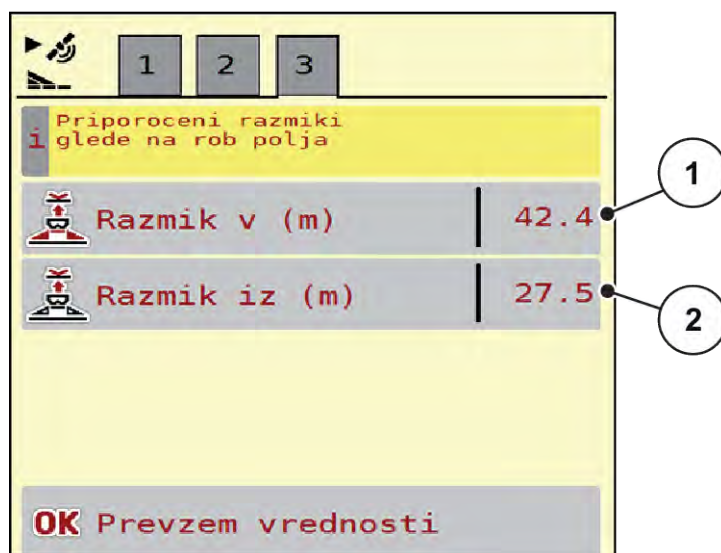 1 2 3
i Priporoceni razmiki
glede na rob polja
Razmik v (m) 42.4
1
Razmik iz (m) 27.5
2
OK Prevzem vrednosti